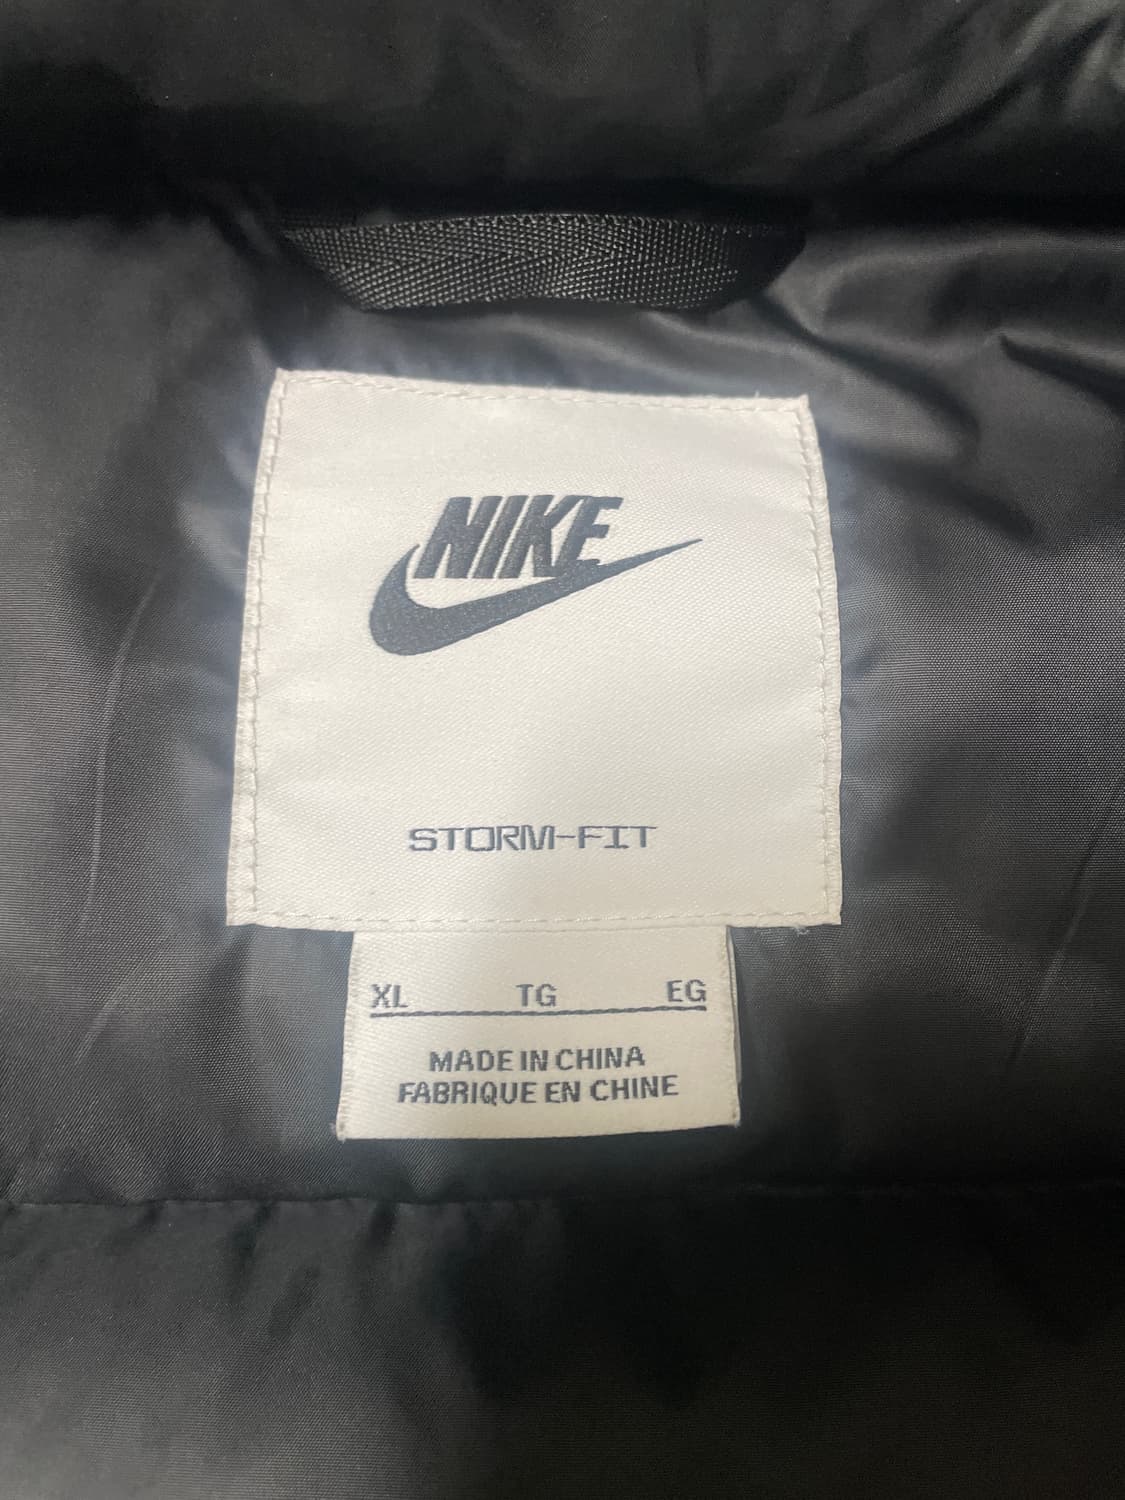 NIKE
STORM-FIT
XL TG EG
MADE IN CHINA
FABRIQUE EN CHINE